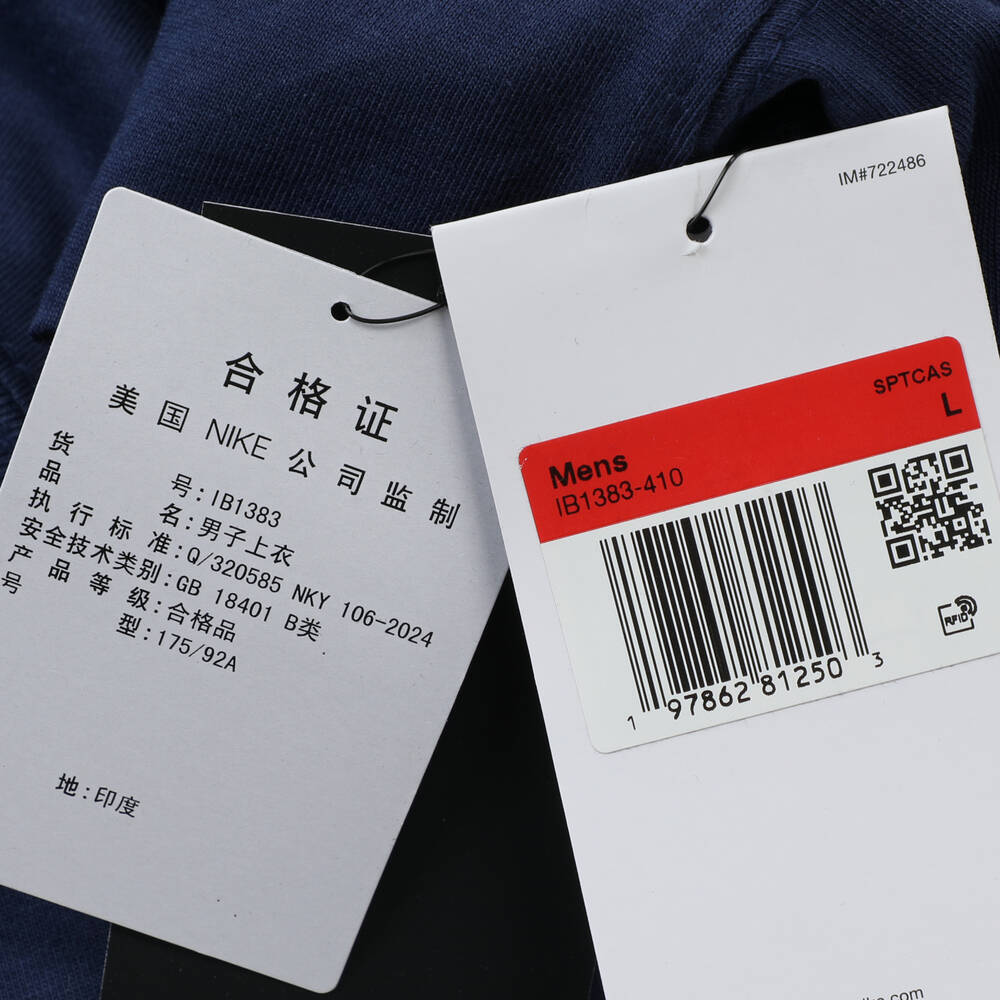 合格证
美国 NIKE 公司监制
货 号:IB1383
品 名:男子上衣
执行标准:Q/320585 NKY 106-2024
安全技术类别:GB 18401 B类
产品等级:合格品
号 型:175/92A
地:印度
IM#722486
SPTCAS
L
Mens
IB1383-410
RFID
1 97862 81250 3